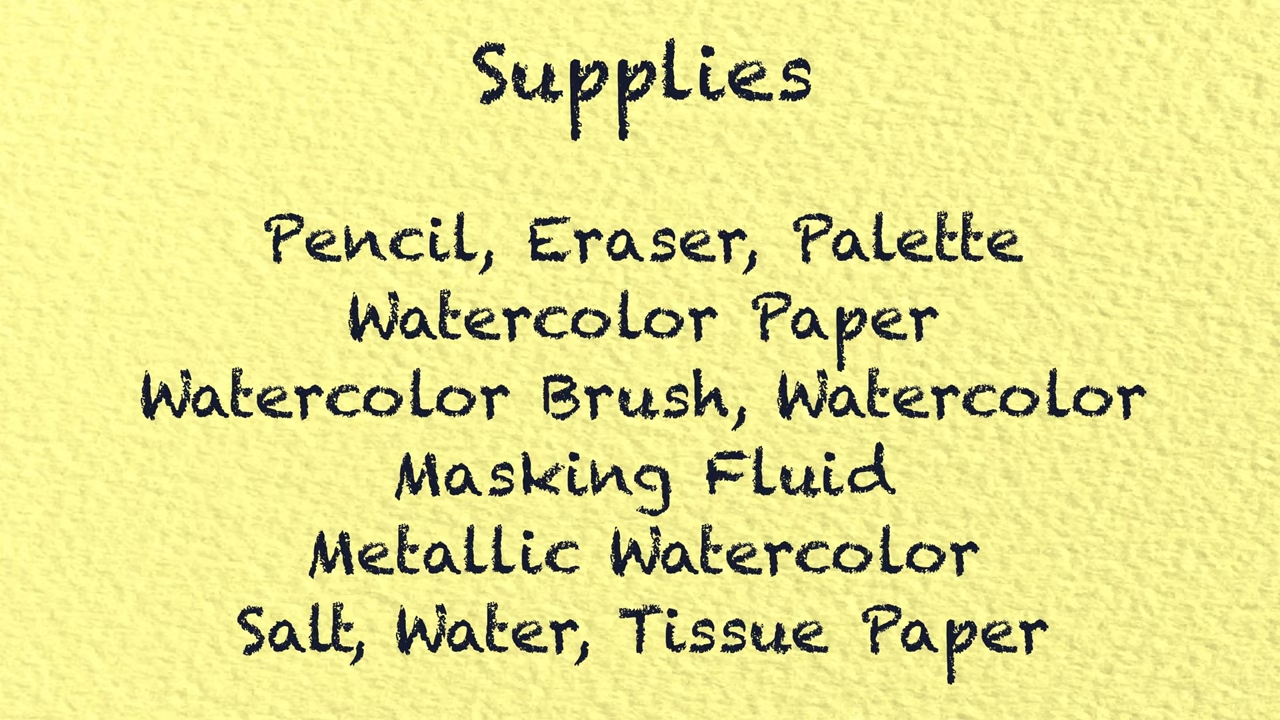 Supplies
Pencil, Eraser, Palette
Watercolor Paper
Watercolor Brush, Watercolor
Masking Fluid
Metallic Watercolor
Salt, Water, Tissue Paper